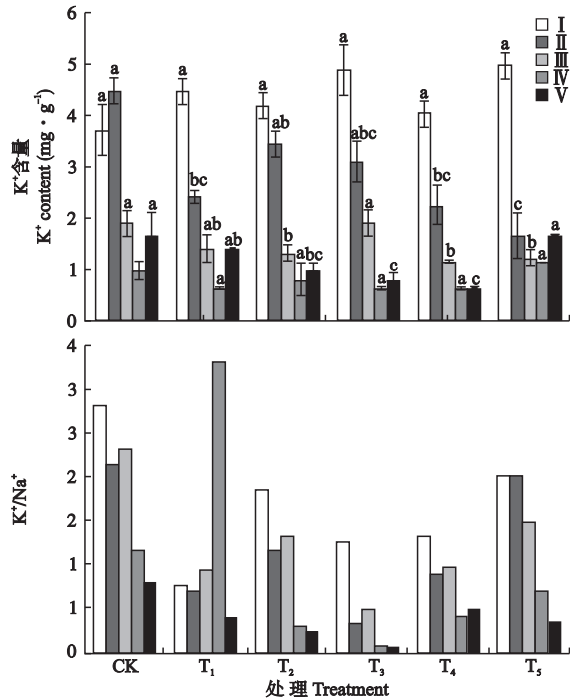 I
II
III
IV
V
K⁺含量
K⁺ content (mg·g⁻¹)
6
5
4
3
2
1
0
a a a a a
a bc ab a ab
a ab b a bc
a abc a a c
a bc b a c
a c b a a
K⁺/Na⁺
4
3
3
2
2
1
1
0
CK T₁ T₂ T₃ T₄ T₅
处 理 Treatment